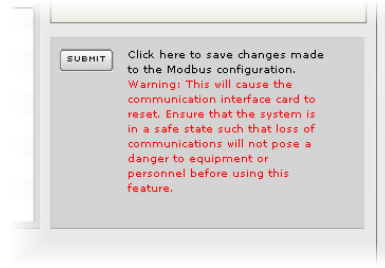 SUBMIT
Click here to save changes made
to the Modbus configuration.
Warning: This will cause the
communication interface card to
reset. Ensure that the system is
in a safe state such that loss of
communications will not pose a
danger to equipment or
personnel before using this
feature.